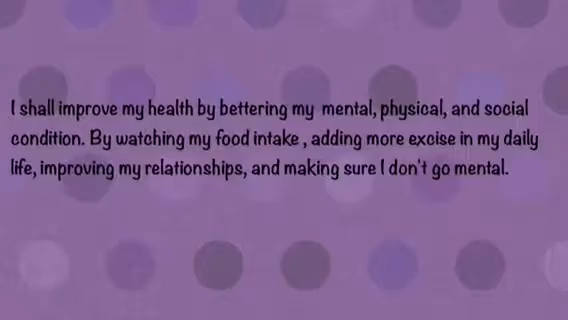 I shall improve my health by bettering my  mental, physical, and social
condition. By watching my food intake , adding more excise in my daily
life, improving my relationships, and making sure I don't go mental.